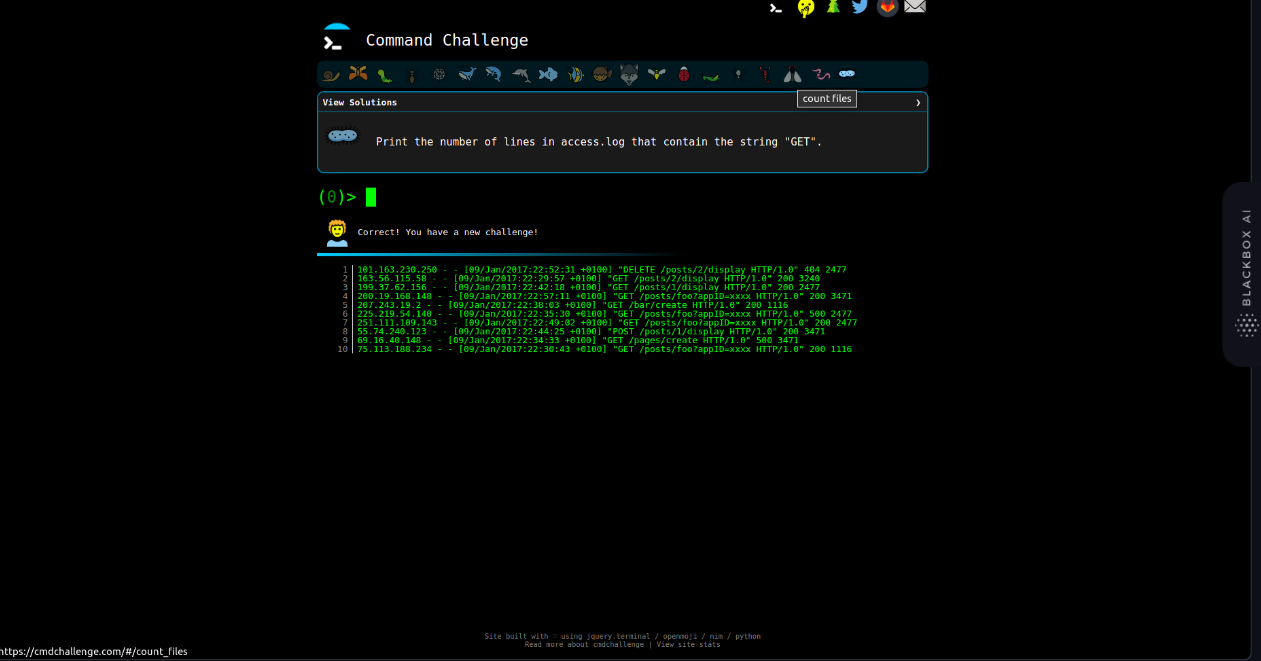 Command Challenge
count files
View Solutions ❯
Print the number of lines in access.log that contain the string "GET".
(0)>
Correct! You have a new challenge!
1 101.163.230.250 - - [09/Jan/2017:22:52:31 +0100] "DELETE /posts/2/display HTTP/1.0" 404 2477
2 163.56.115.58 - - [09/Jan/2017:22:29:57 +0100] "GET /posts/2/display HTTP/1.0" 200 3240
3 199.37.62.156 - - [09/Jan/2017:22:42:18 +0100] "GET /posts/1/display HTTP/1.0" 200 2477
4 200.19.168.148 - - [09/Jan/2017:22:57:11 +0100] "GET /posts/foo?appID=xxxx HTTP/1.0" 200 3471
5 207.243.19.2 - - [09/Jan/2017:22:38:03 +0100] "GET /bar/create HTTP/1.0" 200 1116
6 225.219.54.140 - - [09/Jan/2017:22:35:30 +0100] "GET /posts/foo?appID=xxxx HTTP/1.0" 500 2477
7 251.111.109.143 - - [09/Jan/2017:22:49:02 +0100] "GET /posts/foo?appID=xxxx HTTP/1.0" 200 2477
8 55.74.240.123 - - [09/Jan/2017:22:44:25 +0100] "POST /posts/1/display HTTP/1.0" 200 3471
9 69.16.40.148 - - [09/Jan/2017:22:34:33 +0100] "GET /pages/create HTTP/1.0" 500 3471
10 75.113.188.234 - - [09/Jan/2017:22:30:43 +0100] "GET /posts/foo?appID=xxxx HTTP/1.0" 200 1116
BLACKBOX AI
Site built with ♡ using jquery.terminal / openmoji / nim / python
Read more about cmdchallenge | View site stats
https://cmdchallenge.com/#/count_files